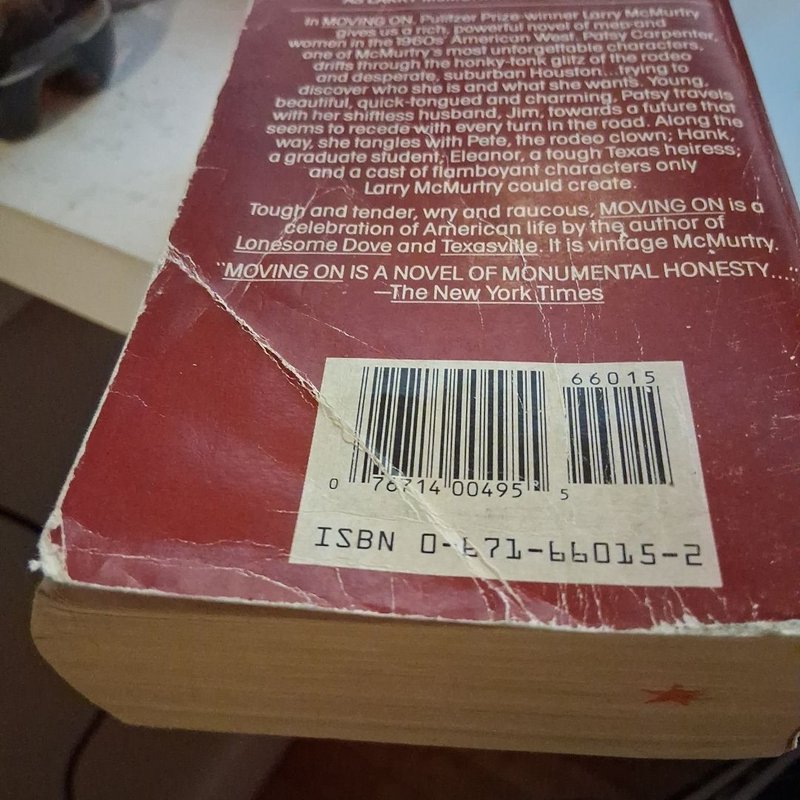 AS LARRY
In MOVING ON, Pulitzer Prize-winner Larry McMurtry
gives us a rich, powerful novel of men and
women in the 1960s' American West. Patsy Carpenter,
one of McMurtry's most unforgettable characters,
drifts through the honky-tonk glitz of the rodeo
and desperate, suburban Houston...trying to
discover who she is and what she wants. Young,
beautiful, quick-tongued and charming, Patsy travels
with her shiftless husband, Jim, towards a future that
seems to recede with every turn in the road. Along the
way, she tangles with Pete, the rodeo clown; Hank,
a graduate student; Eleanor, a tough Texas heiress;
and a cast of flamboyant characters only
Larry McMurtry could create.
Tough and tender, wry and raucous, MOVING ON is a
celebration of American life by the author of
Lonesome Dove and Texasville. It is vintage McMurtry.
"MOVING ON IS A NOVEL OF MONUMENTAL HONESTY..."
—The New York Times
66015
0 76714 00495 5
ISBN 0-671-66015-2